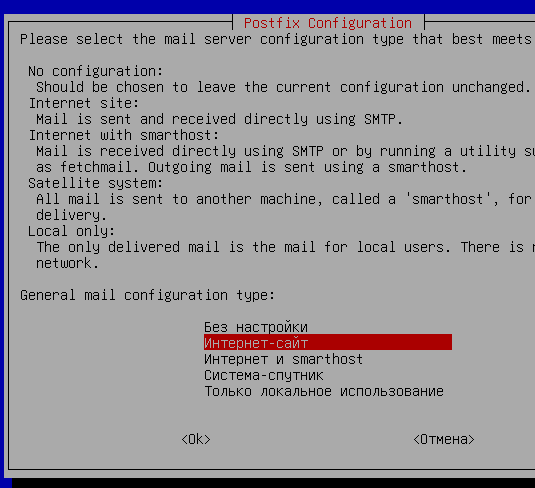 Postfix Configuration
Please select the mail server configuration type that best meets
No configuration:
Should be chosen to leave the current configuration unchanged.
Internet site:
Mail is sent and received directly using SMTP.
Internet with smarthost:
Mail is received directly using SMTP or by running a utility
as fetchmail. Outgoing mail is sent using a smarthost.
Satellite system:
All mail is sent to another machine, called a 'smarthost', for
delivery.
Local only:
The only delivered mail is the mail for local users. There is
network.
General mail configuration type:
Без настройки
Интернет-сайт
Интернет и smarthost
Система-спутник
Только локальное использование
<Ok> <Отмена>